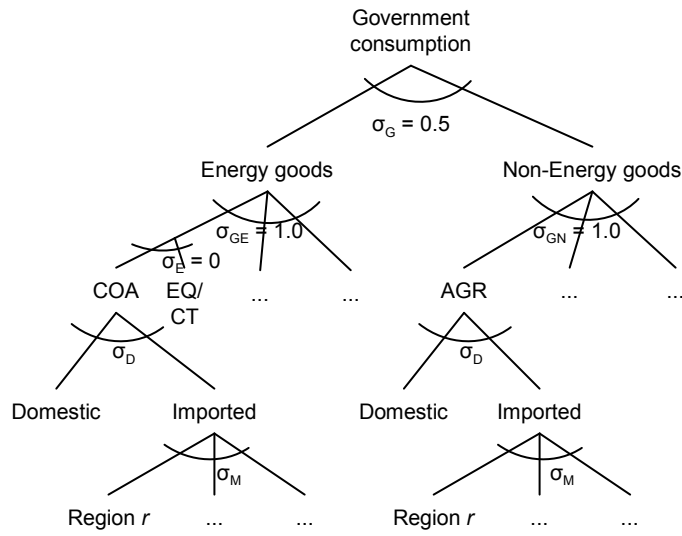 Government
consumption
σG = 0.5
Energy goods
Non-Energy goods
σGE = 1.0
σGN = 1.0
σE = 0
COA
EQ/
CT
...
...
AGR
...
...
σD
σD
Domestic
Imported
Domestic
Imported
σM
σM
Region r
...
...
Region r
...
...